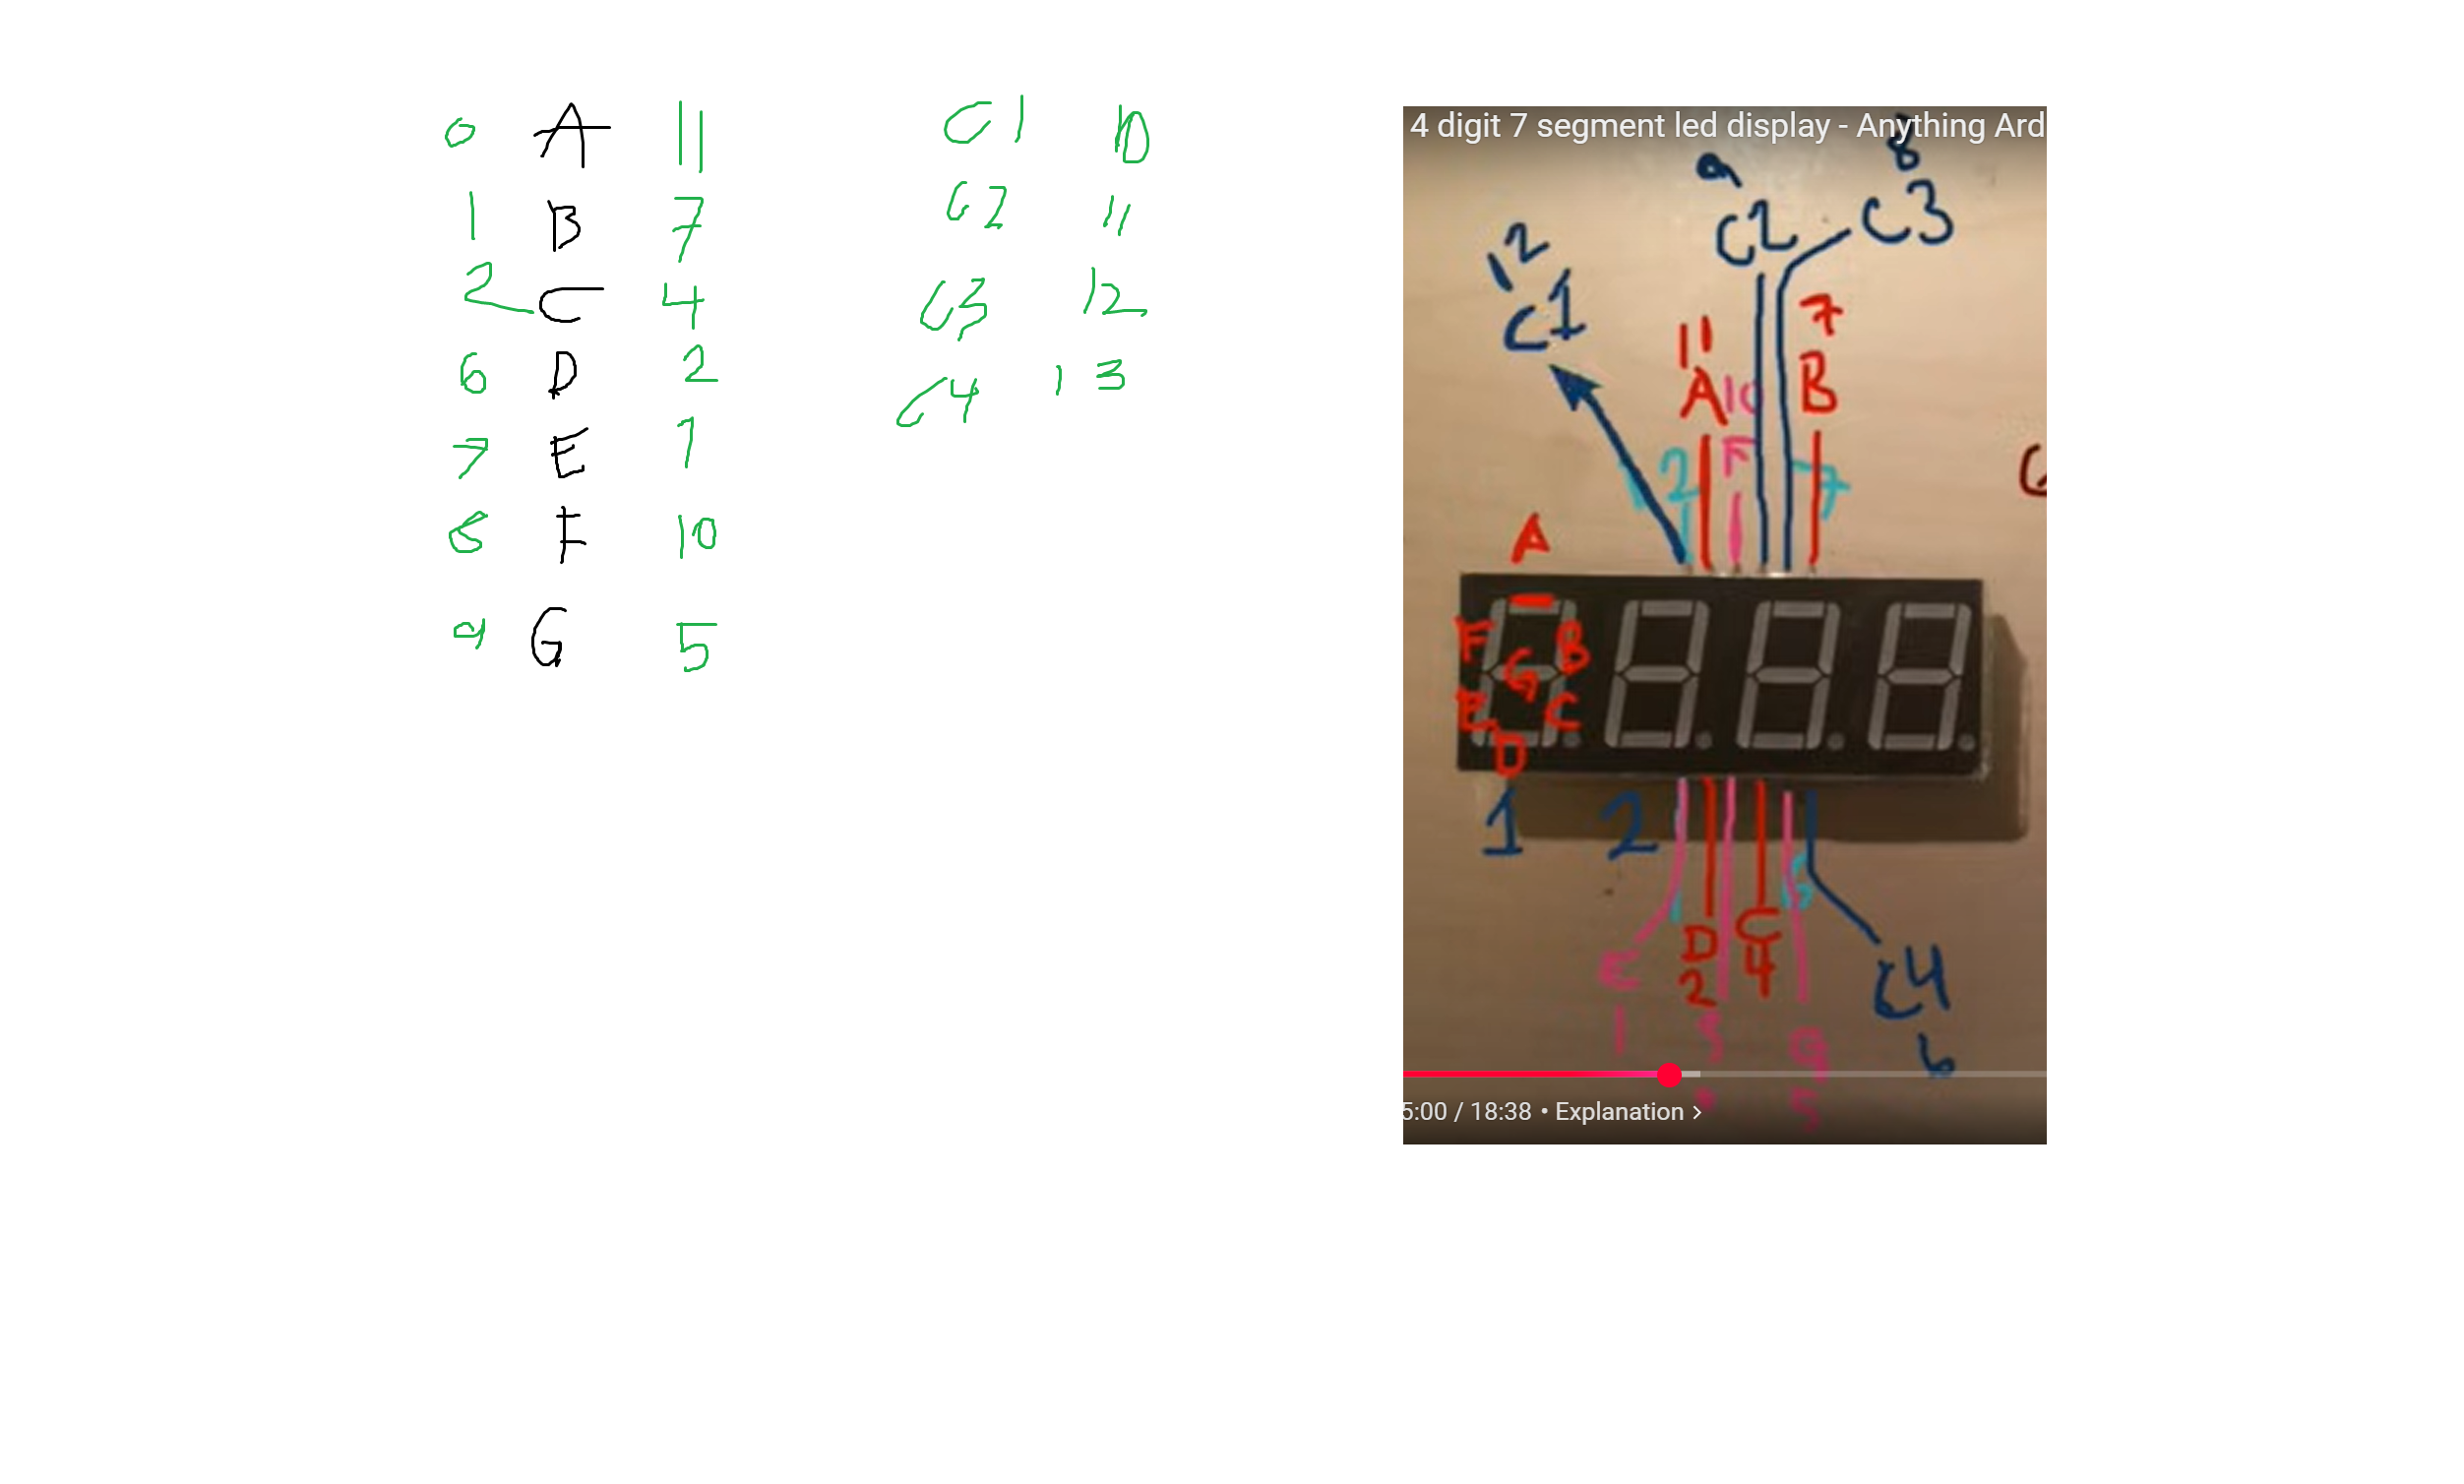 0 A 11
1 B 7
2 C 4
6 D 2
7 E 1
8 F 10
9 G 5
C1 10
C2 11
C3 12
C4 13
4 digit 7 segment led display - Anything Ard
9 8
C2 C3
12
C1
11 7
A 10 B
2 F 7
A
F B
G
E C
D
1 2
D C
E 2 4 C4
1 3 G 6
5
5:00 / 18:38 • Explanation >